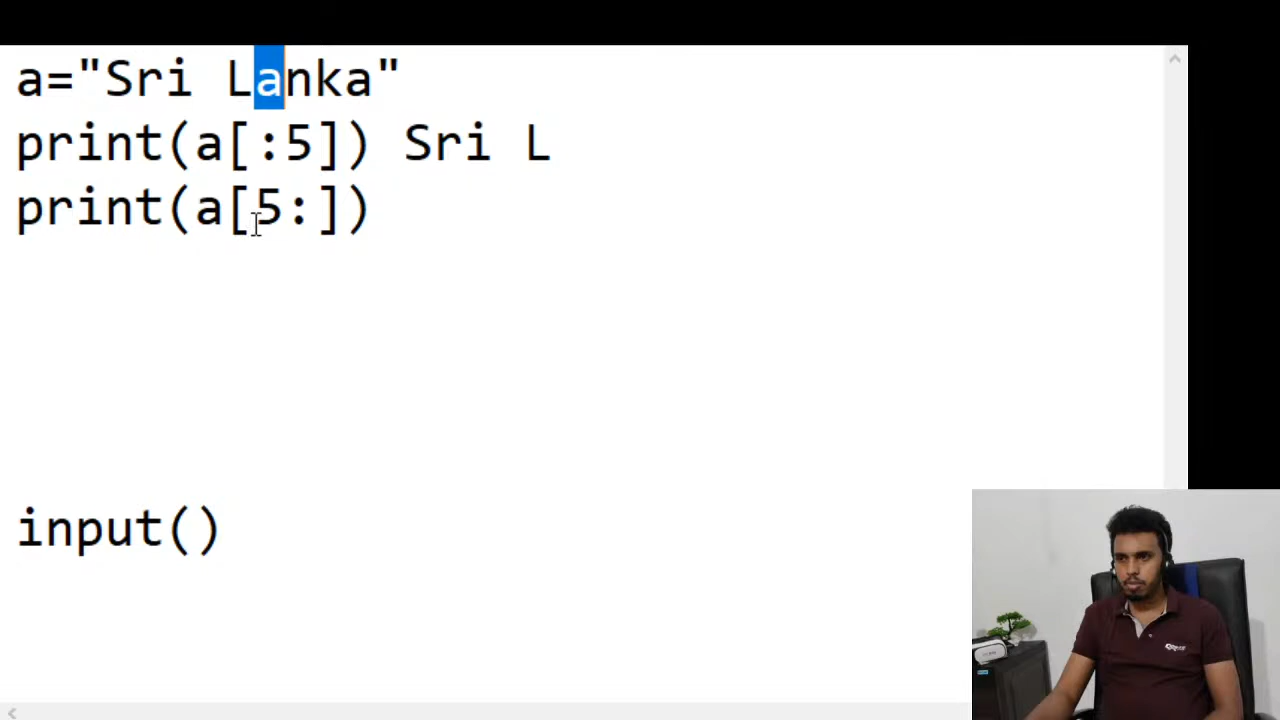 a="Sri Lanka"
print(a[:5]) Sri L
print(a[5:])
input()